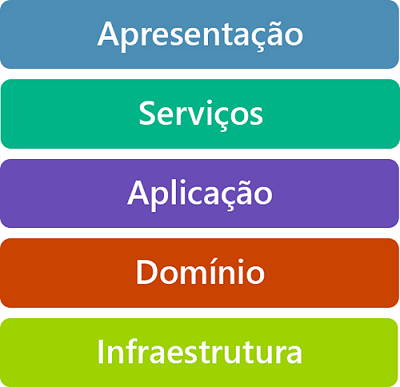 Apresentação
Serviços
Aplicação
Domínio
Infraestrutura